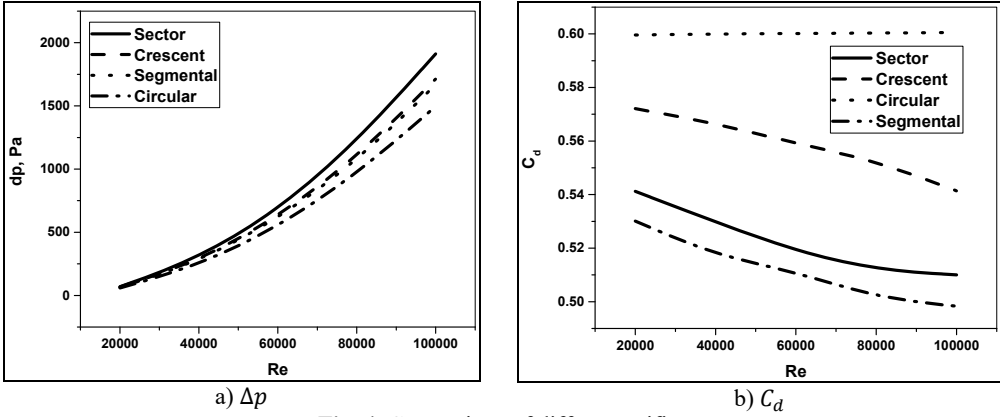 Sector
Crescent
Segmental
Circular
2000
1500
1000
500
0
dp, Pa
20000 40000 60000 80000 100000
Re
a) Δp
Sector
Crescent
Circular
Segmental
0.60
0.58
0.56
0.54
0.52
0.50
C_d
20000 40000 60000 80000 100000
Re
b) C_d